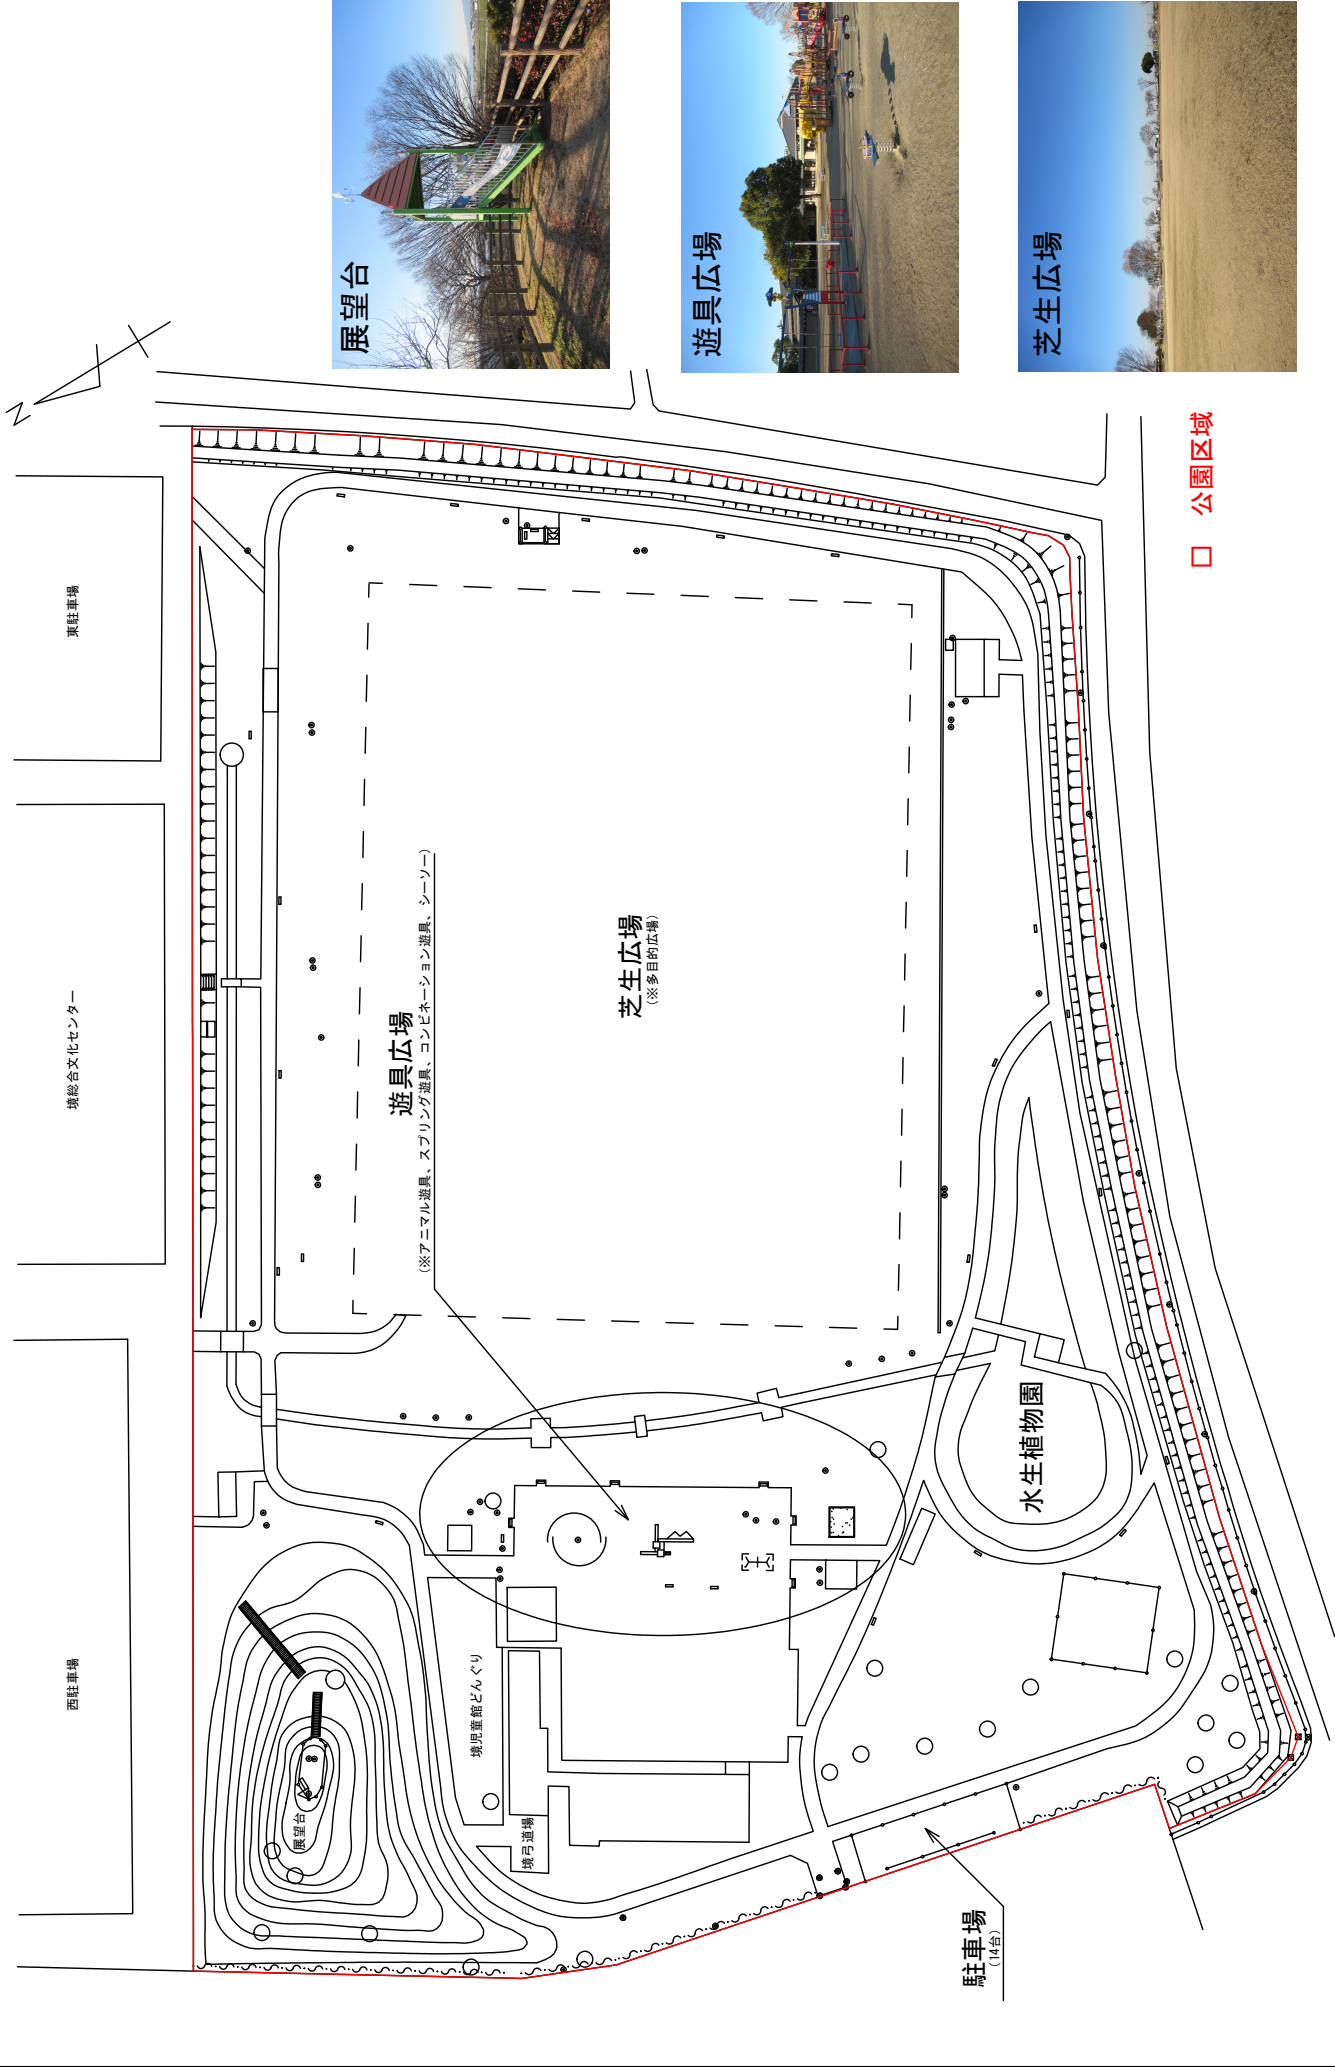 展望台
遊具広場
芝生広場
N
公園区域
東駐車場
境総合文化センター
西駐車場
遊具広場
(※アニマル遊具、スプリング遊具、コンビネーション遊具、シーソー)
芝生広場
(※多目的広場)
水生植物園
境児童館どんぐり
境弓道場
展望台
駐車場
(14台)